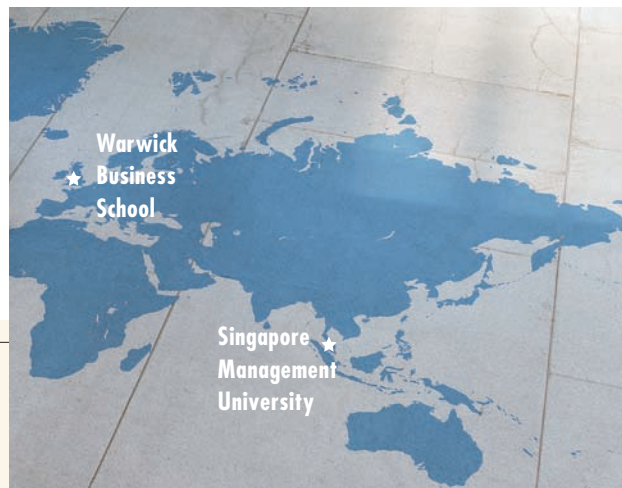 Warwick
Business
School
Singapore
Management
University